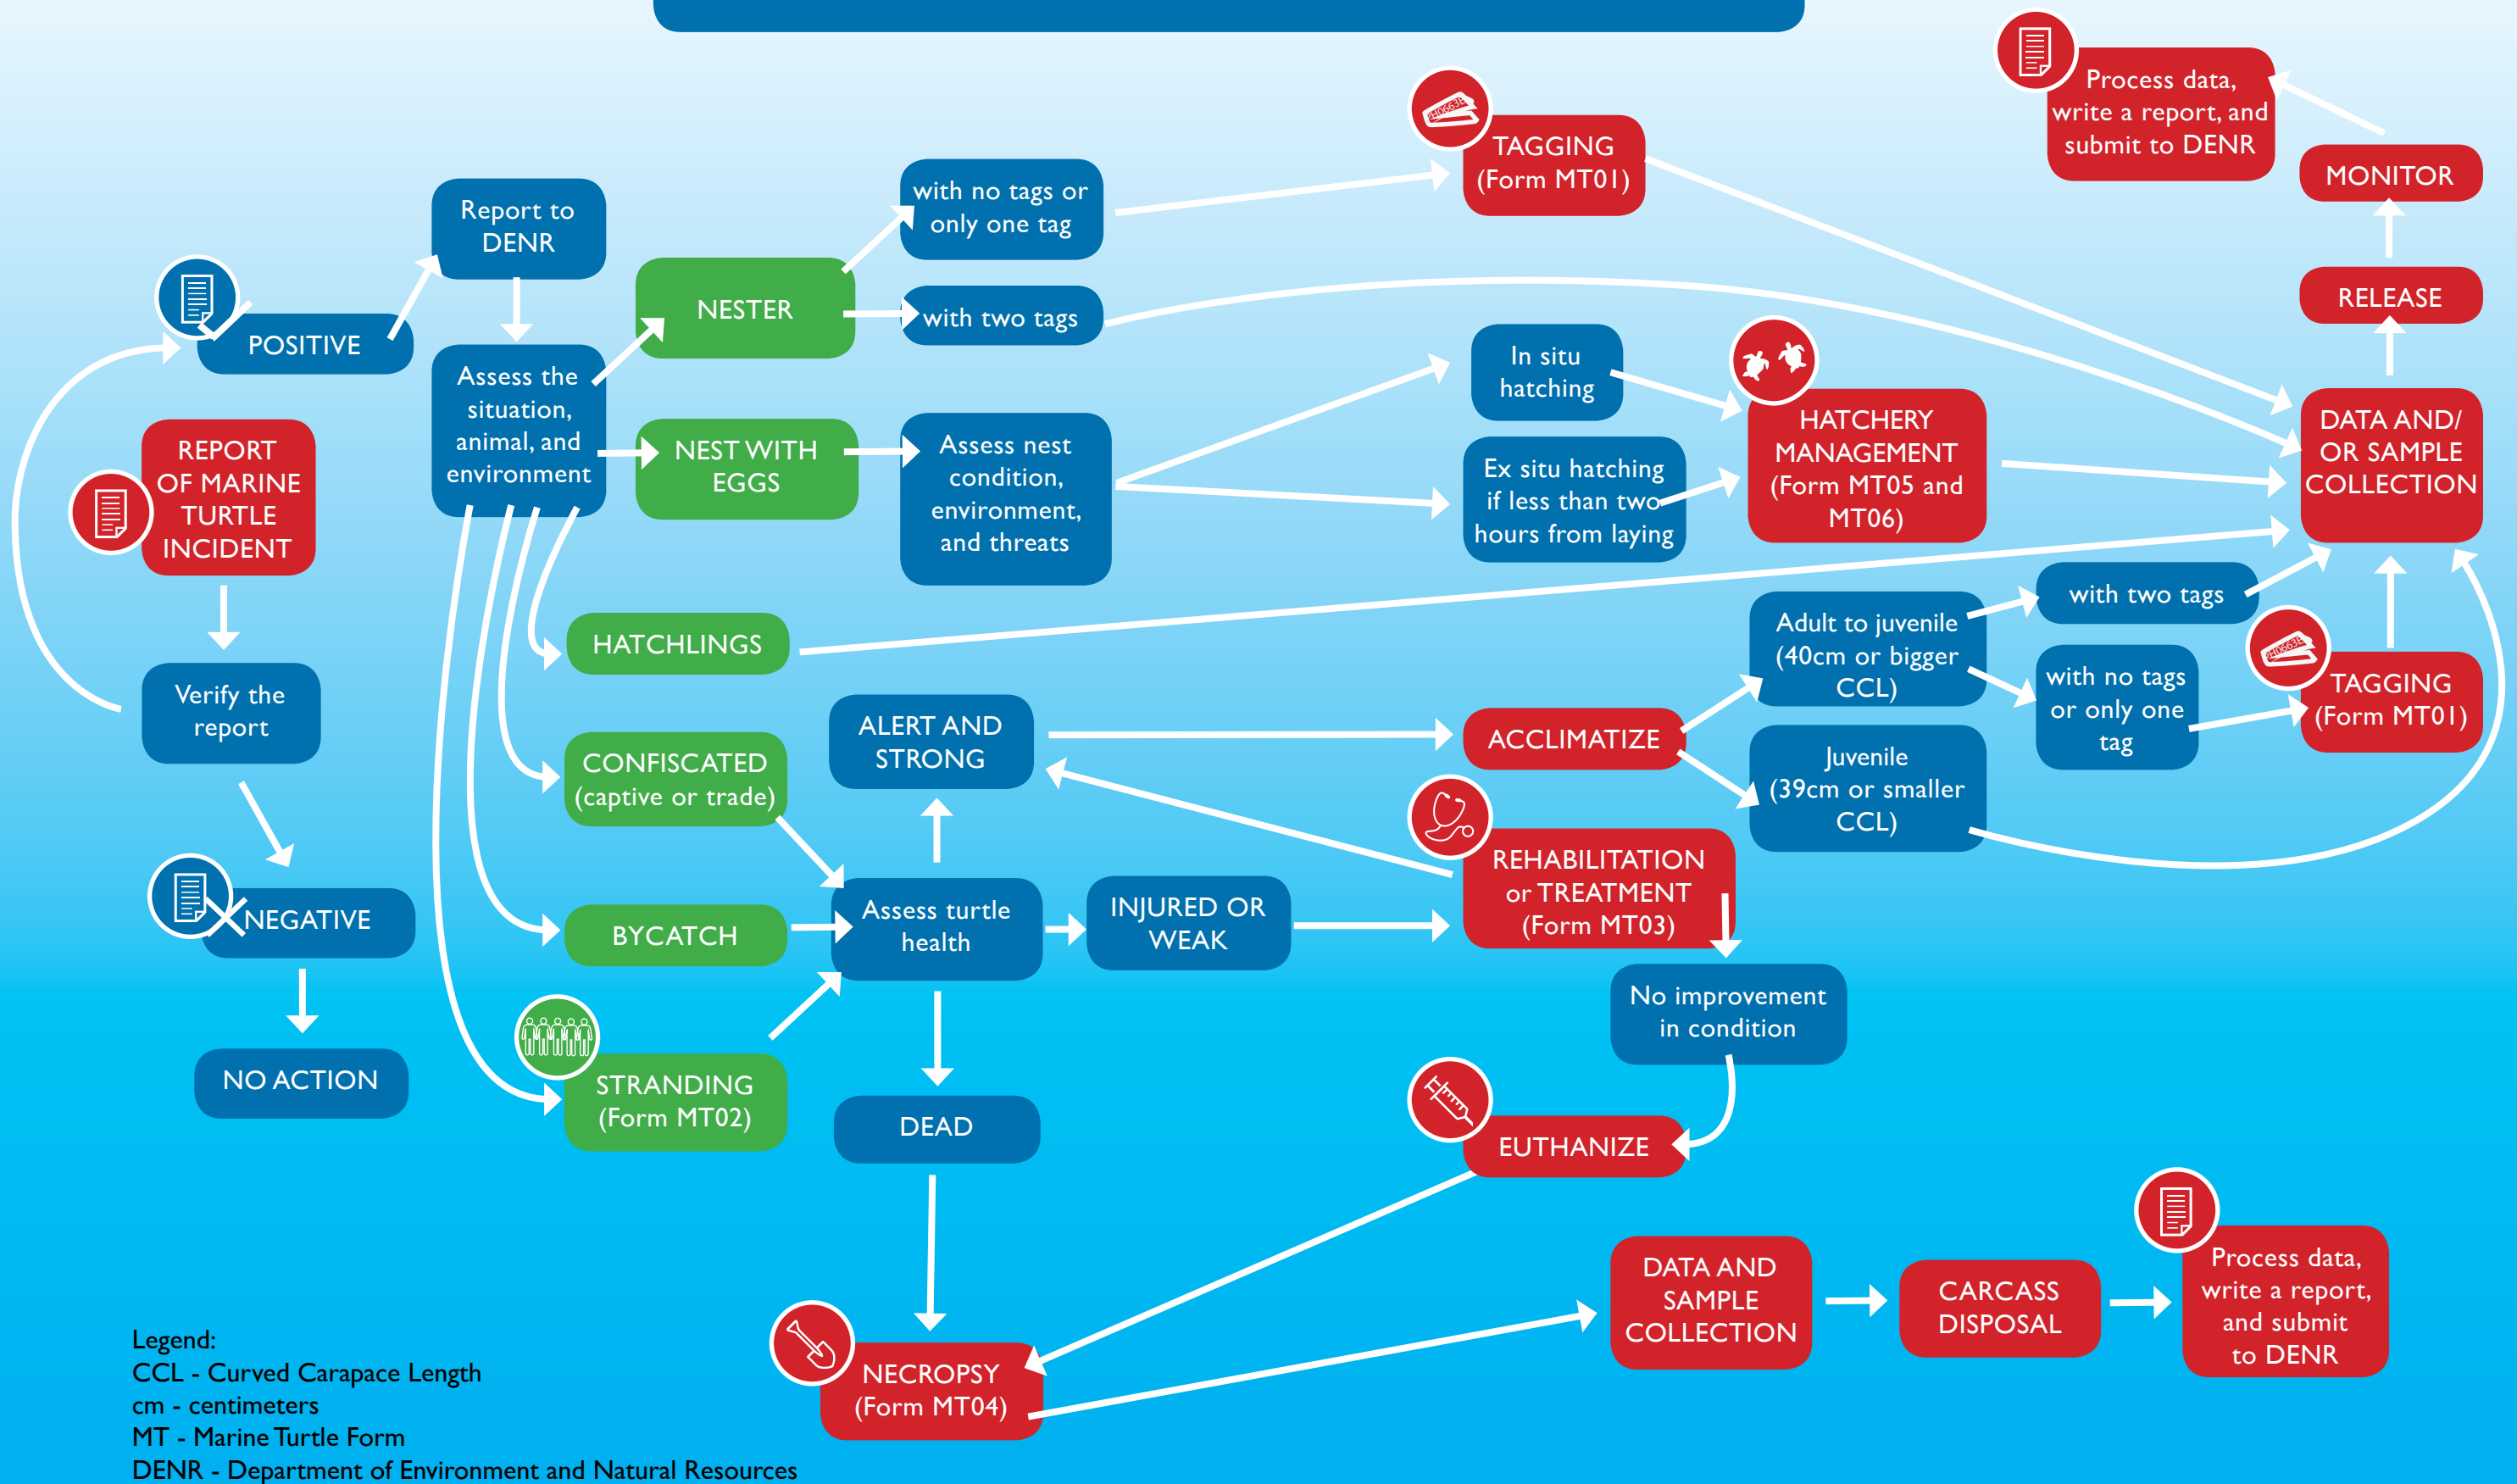 Process data,
write a report, and
submit to DENR
MONITOR
RELEASE
TAGGING
(Form MT01)
with no tags or
only one tag
with two tags
Report to
DENR
POSITIVE
NESTER
Assess the
situation,
animal, and
environment
REPORT
OF MARINE
TURTLE
INCIDENT
NEST WITH
EGGS
Assess nest
condition,
environment,
and threats
In situ
hatching
Ex situ hatching
if less than two
hours from laying
HATCHERY
MANAGEMENT
(Form MT05 and
MT06)
DATA AND/
OR SAMPLE
COLLECTION
HATCHLINGS
Verify the
report
CONFISCATED
(captive or trade)
ALERT AND
STRONG
ACCLIMATIZE
Adult to juvenile
(40cm or bigger
CCL)
with two tags
with no tags
or only one
tag
TAGGING
(Form MT01)
Juvenile
(39cm or smaller
CCL)
NEGATIVE
BYCATCH
Assess turtle
health
INJURED OR
WEAK
REHABILITATION
or TREATMENT
(Form MT03)
No improvement
in condition
NO ACTION
STRANDING
(Form MT02)
DEAD
EUTHANIZE
NECROPSY
(Form MT04)
DATA AND
SAMPLE
COLLECTION
CARCASS
DISPOSAL
Process data,
write a report,
and submit
to DENR
Legend:
CCL - Curved Carapace Length
cm - centimeters
MT - Marine Turtle Form
DENR - Department of Environment and Natural Resources